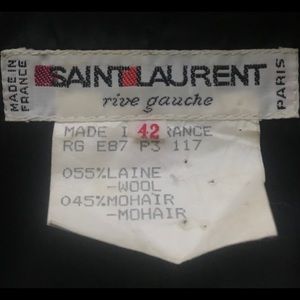 MADE IN
FRANCE
SAINT LAURENT
rive gauche
PARIS
MADE I 42 RANCE
RG E87 P3 117
055%LAINE
-WOOL
045%MOHAIR
-MOHAIR